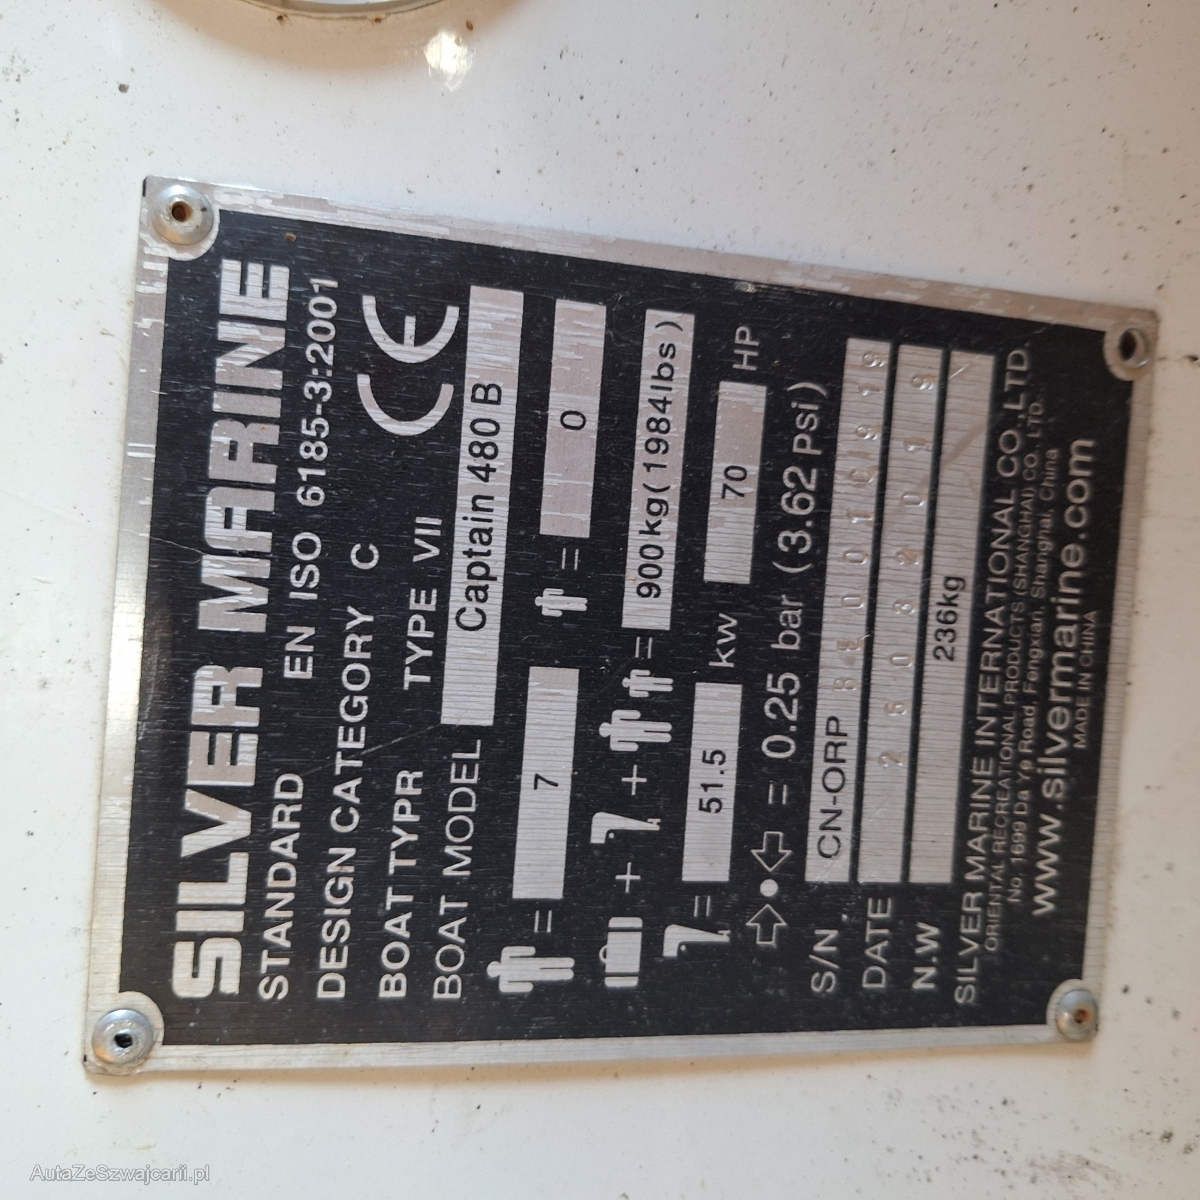 SILVER MARINE
STANDARD EN ISO 6185-3:2001
DESIGN CATEGORY C
CE
BOAT TYPR TYPE VII
BOAT MODEL Captain 480 B
= 7 = 0
+ + = 900kg(1984lbs)
= 51.5 kw 70 HP
= 0.25 bar (3.62 Psi)
S/N. CN-ORP
DATE
N.W 236kg
SILVER MARINE INTERNATIONAL CO.,LTD.
ORIENTAL RECREATIONAL PRODUCTS (SHANGHAI) CO., LTD.
No. 1699 Da Ye Road, Fengxian, Shanghai, China
www.silvermarine.com
MADE IN CHINA
AutaZeSzwajcarii.pl